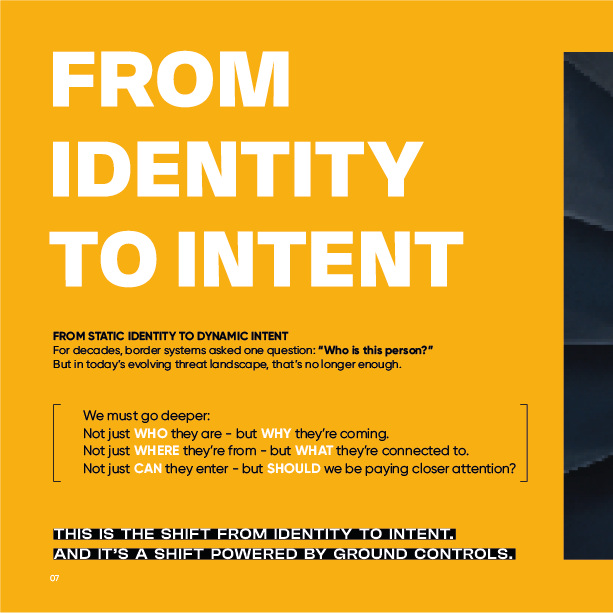 FROM
IDENTITY
TO INTENT
FROM STATIC IDENTITY TO DYNAMIC INTENT
For decades, border systems asked one question: “Who is this person?”
But in today’s evolving threat landscape, that’s no longer enough.
We must go deeper:
Not just WHO they are - but WHY they’re coming.
Not just WHERE they’re from - but WHAT they’re connected to.
Not just CAN they enter - but SHOULD we be paying closer attention?
THIS IS THE SHIFT FROM IDENTITY TO INTENT.
AND IT’S A SHIFT POWERED BY GROUND CONTROLS.
07